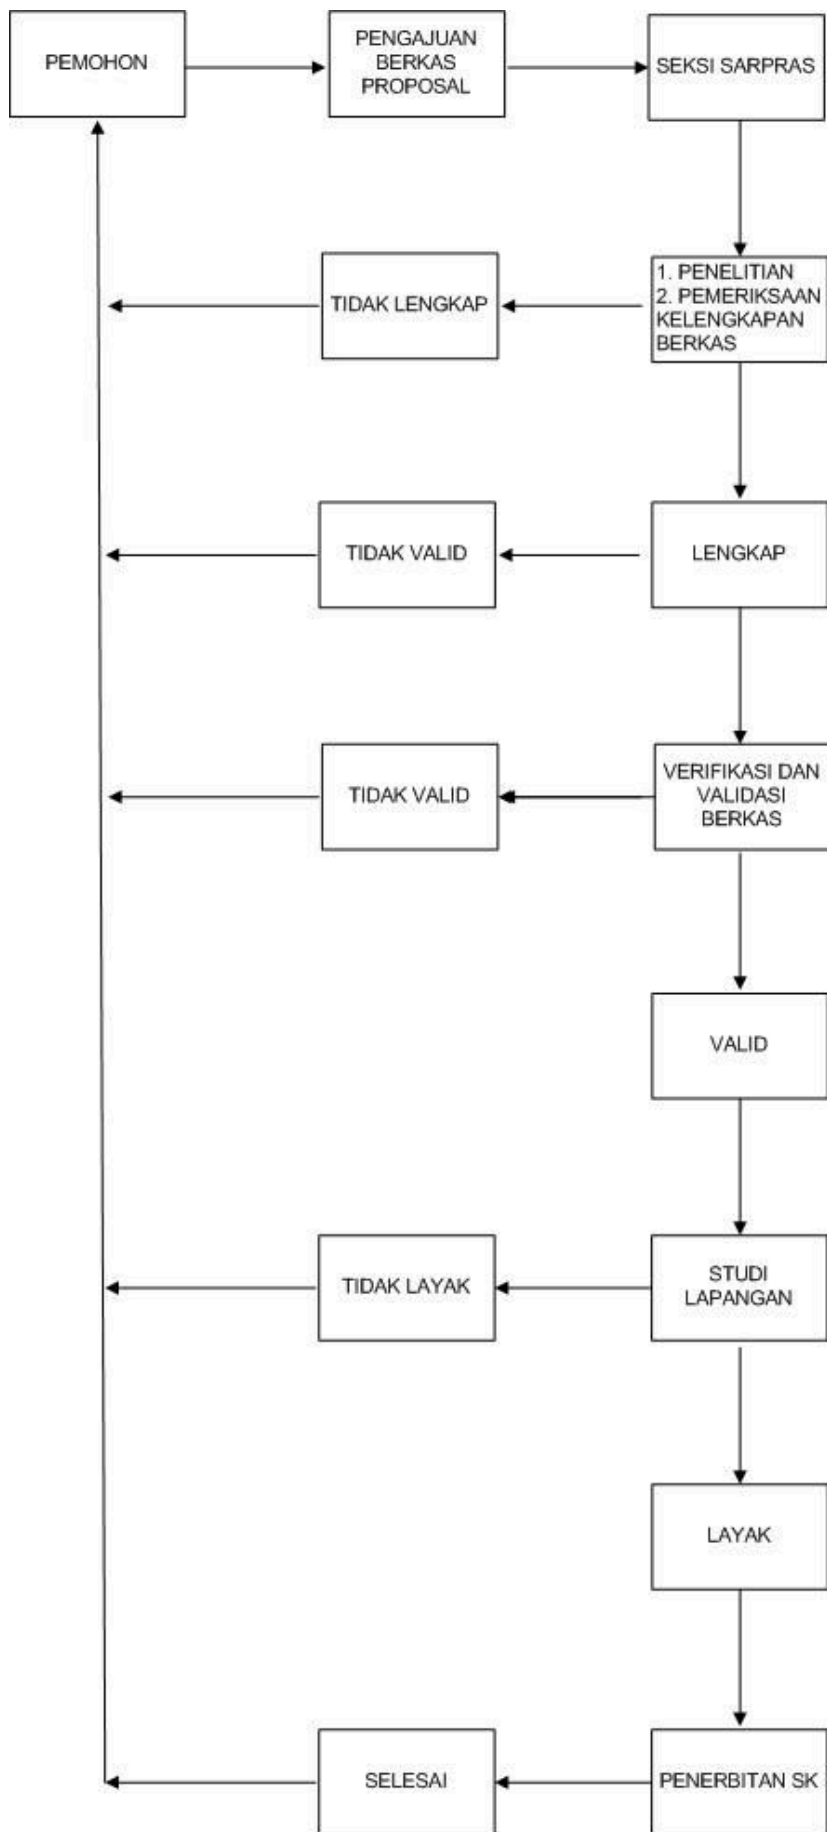 PEMOHON
PENGAJUAN
BERKAS
PROPOSAL
SEKSI SARPRAS
TIDAK LENGKAP
1. PENELITIAN
2. PEMERIKSAAN
KELENGKAPAN
BERKAS
TIDAK VALID
LENGKAP
TIDAK VALID
VERIFIKASI DAN
VALIDASI
BERKAS
VALID
TIDAK LAYAK
STUDI
LAPANGAN
LAYAK
SELESAI
PENERBITAN SK